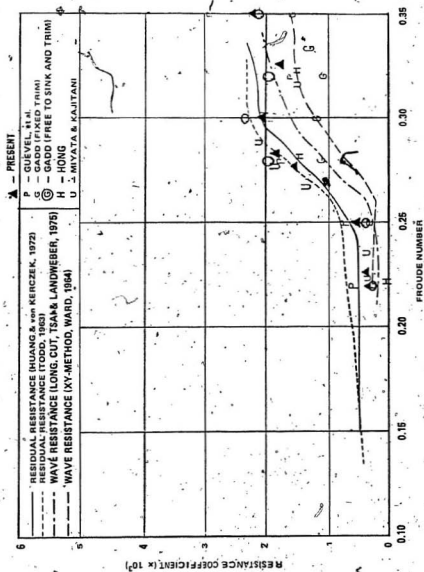 RESIDUAL RESISTANCE (HUANG & von KERCZEK, 1972)
RESIDUAL RESISTANCE (TODD, 1963)
WAVE RESISTANCE (LONG. CUT, TSAI & LANDWEBER, 1975)
WAVE RESISTANCE (XY-METHOD, WARD, 1964)
▲ — PRESENT
P — GUEVEL, et al.
G — GADD (FIXED TRIM)
Ⓖ — GADD (FREE TO SINK AND TRIM)
H — HONG
U — MIYATA & KAJITANI
RESISTANCE COEFFICIENT (× 10³)
6
5
4
3
2
1
0
0.10
0.15
0.20
0.25
0.30
0.35
FROUDE NUMBER
P
H
U
U
U
U
H
U
G
P
H
U
G
G